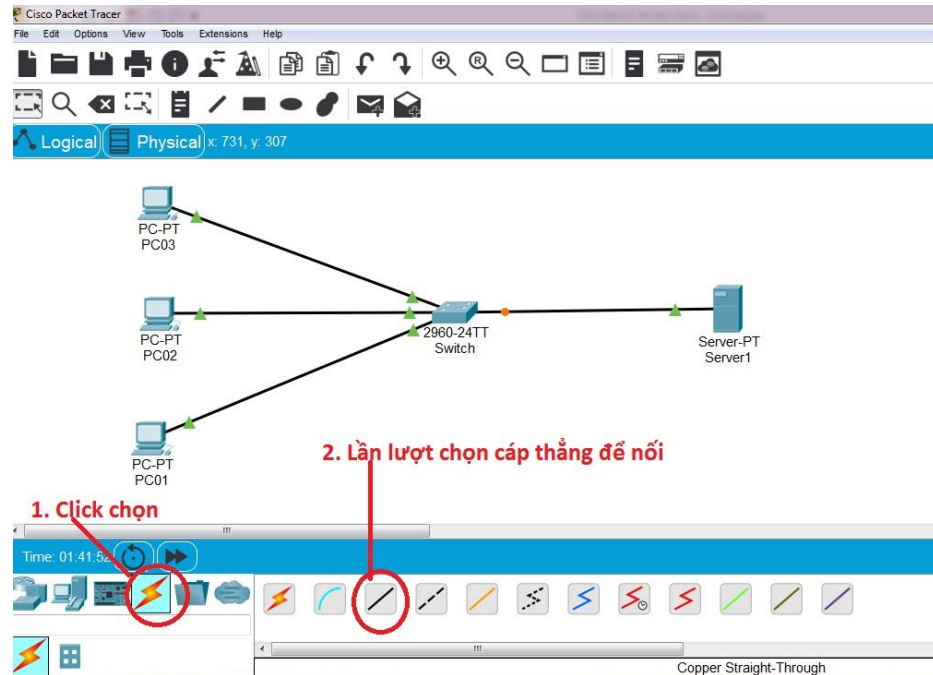 Cisco Packet Tracer
File Edit Options View Tools Extensions Help
Logical Physical x: 731, y: 307
PC-PT
PC03
PC-PT
PC02
2960-24TT
Switch
Server-PT
Server1
PC-PT
PC01
2. Lần lượt chọn cáp thẳng để nối
1. Click chọn
Time: 01:41:52
Copper Straight-Through